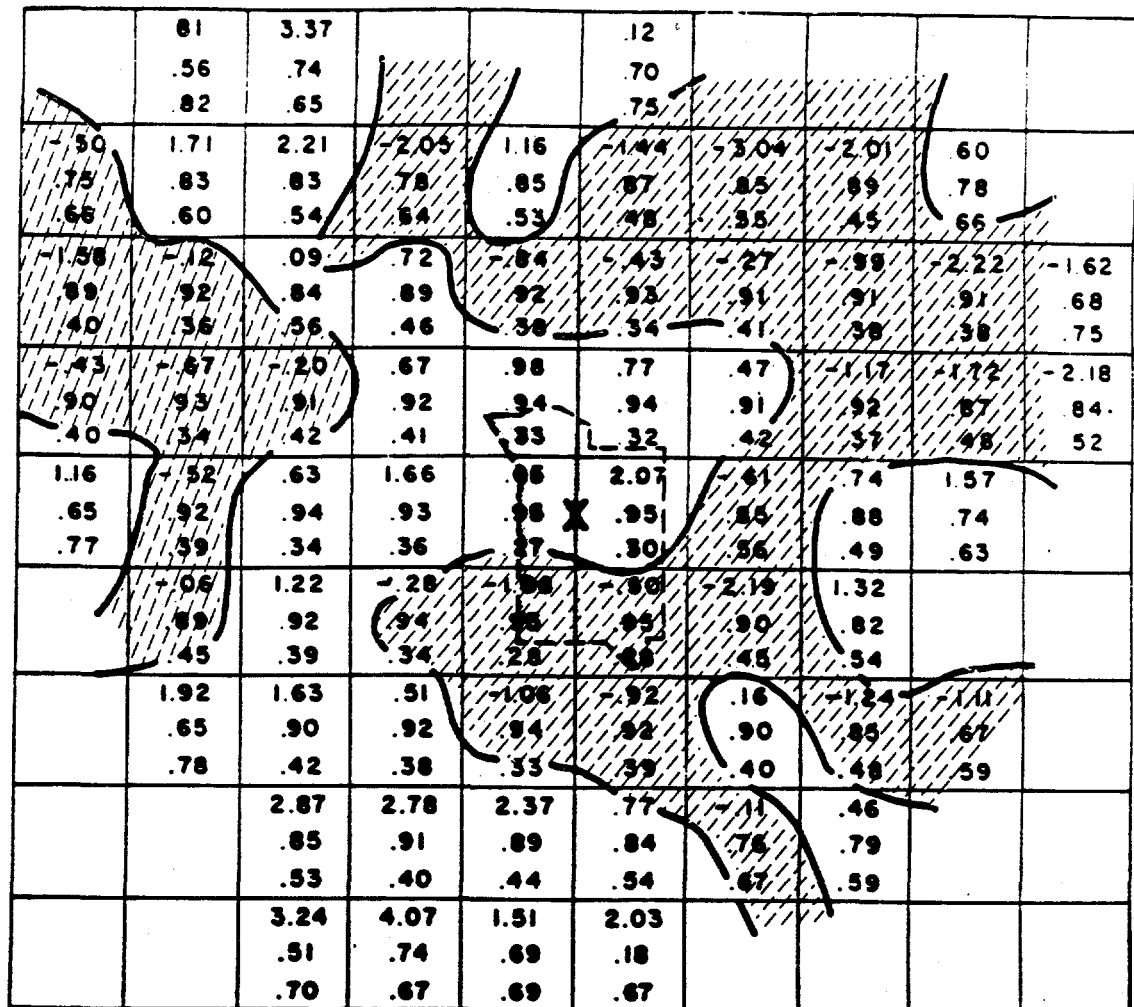 81 3.37 .12
.56 .74 .70
.82 .65 .75
-.50 1.71 2.21 -2.05 1.16 -1.44 -3.04 -2.01 .60
.75 .83 .83 .78 .85 .87 .85 .89 .78
.66 .60 .54 .64 .53 .48 .55 .45 .66
-1.58 -.12 .09 .72 -.84 -.43 -.27 -.99 -2.22 -1.62
.89 .92 .84 .89 .92 .93 .91 .91 .91 .68
.40 .36 .56 .46 .38 .34 .41 .38 .38 .75
-.43 -.67 -.20 .67 .98 .77 .47 -1.17 -1.72 -2.18
.90 .93 .91 .92 .94 .94 .91 .92 .87 .84
.40 .34 .42 .41 .33 .32 .42 .37 .48 52
1.16 -.52 .63 1.66 2.07 -.61 .74 1.57
.65 .92 .94 .93 X .95 .85 .88 .74
.77 .39 .34 .36 .27 .30 .56 .49 .63
-.06 1.22 -.28 -.80 -2.19 1.32
.89 .92 .94 .95 .90 .82
.45 .39 .34 .28 .45 .54
1.92 1.63 .51 -1.06 -.92 .16 -1.24 -1.11
.65 .90 .92 .94 .92 .90 .85 .67
.78 .42 .38 .33 .39 .40 .48 .59
2.87 2.78 2.37 .77 -.11 .46
.85 .91 .89 .84 .76 .79
.53 .40 .44 .54 .67 .59
3.24 4.07 1.51 2.03
.51 .74 .69 .18
.70 .67 .69 .67